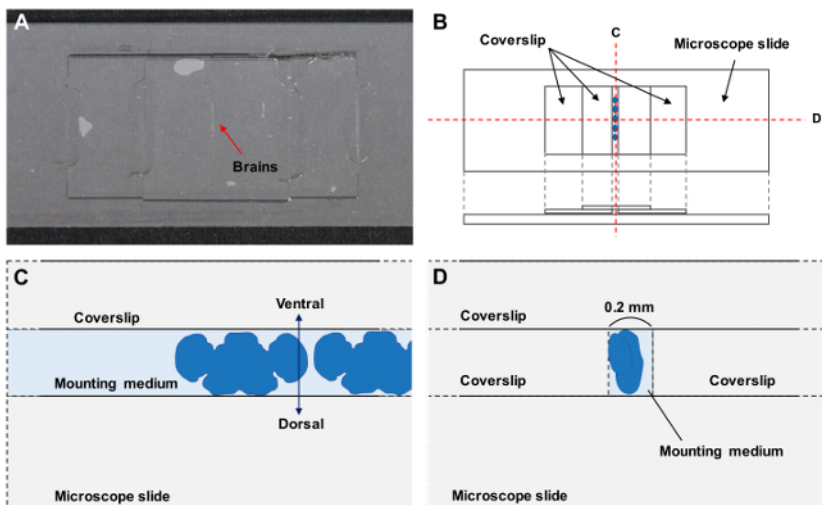 A
Brains
B
C
Coverslip
Microscope slide
D
C
Coverslip
Ventral
Mounting medium
Dorsal
Microscope slide
D
0.2 mm
Coverslip
Coverslip
Coverslip
Mounting medium
Microscope slide